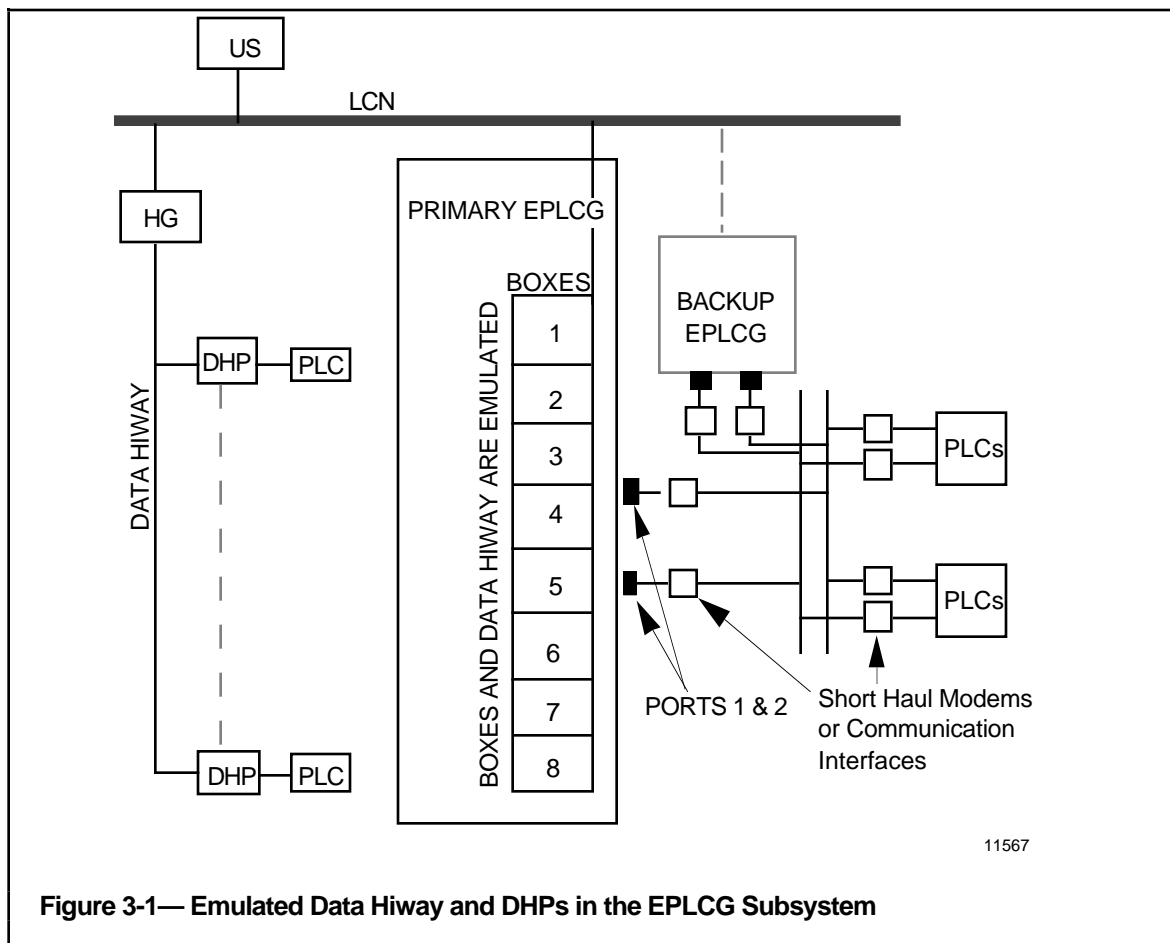 US
LCN
HG
PRIMARY EPLCG
BOXES
BOXES AND DATA HIWAY ARE EMULATED
1
2
3
4
5
6
7
8
BACKUP
EPLCG
DATA HIWAY
DHP
PLC
DHP
PLC
PLCs
PLCs
PORTS 1 & 2
Short Haul Modems
or Communication
Interfaces
11567
Figure 3-1— Emulated Data Hiway and DHPs in the EPLCG Subsystem